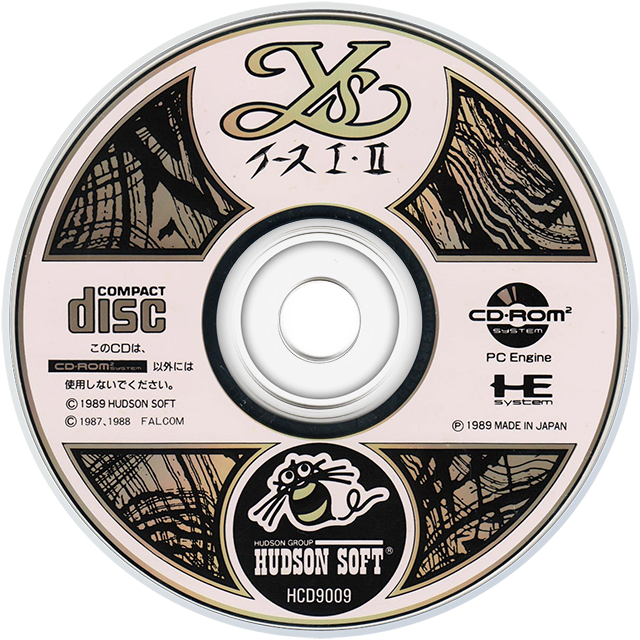 Ys
イースI・II
COMPACT
disc
このCDは、
CD-ROM² SYSTEM 以外には
使用しないでください。
Ⓒ 1989 HUDSON SOFT
Ⓒ 1987、1988 FALCOM
CD-ROM²
SYSTEM
PC Engine
HE
system
Ⓟ 1989 MADE IN JAPAN
HUDSON GROUP
HUDSON SOFT®
HCD9009